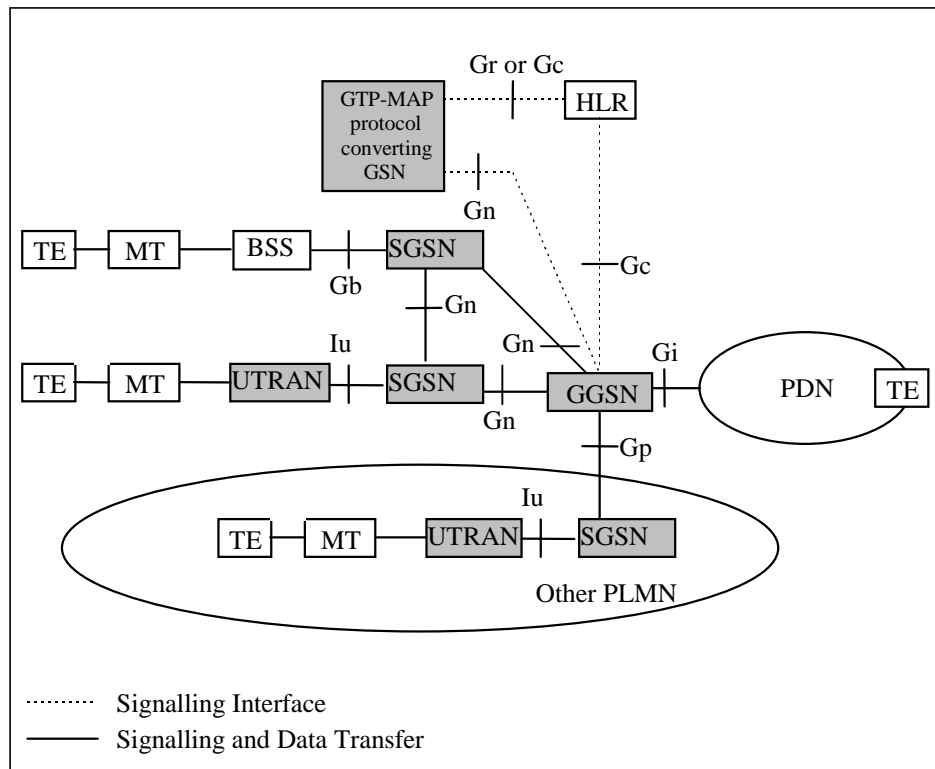 Gr or Gc
GTP-MAP
protocol
converting
GSN
HLR
Gn
TE
MT
BSS
SGSN
Gb
Gc
Gn
Gn
Iu
Gi
TE
MT
UTRAN
SGSN
Gn
GGSN
PDN
TE
Gp
Iu
TE
MT
UTRAN
SGSN
Other PLMN
Signalling Interface
Signalling and Data Transfer